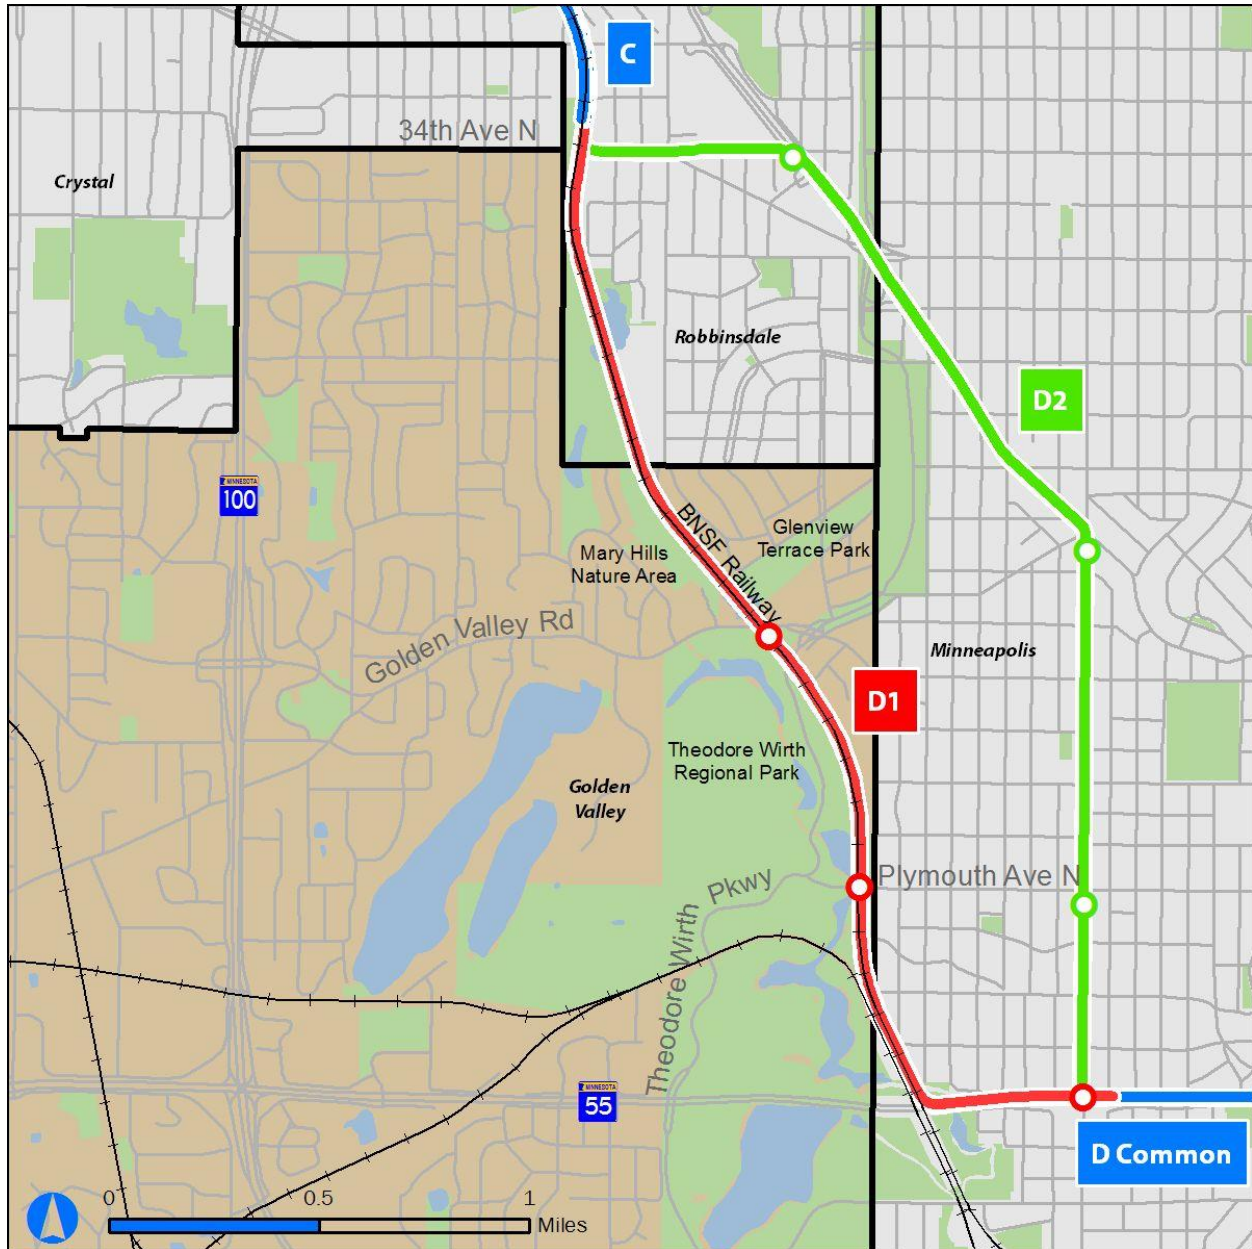 C
34th Ave N
Crystal
Robbinsdale
D2
MINNESOTA
100
BNSF Railway
Glenview
Terrace Park
Mary Hills
Nature Area
Golden Valley Rd
Minneapolis
D1
Theodore Wirth
Regional Park
Golden
Valley
Plymouth Ave N
Theodore Wirth Pkwy
MINNESOTA
55
D Common
0 0.5 1
Miles